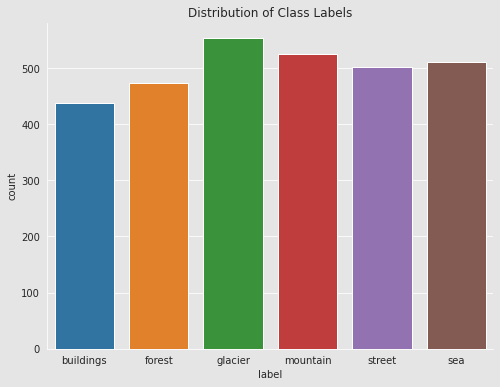 Distribution of Class Labels
count
500
400
300
200
100
0
buildings forest glacier mountain street sea
label